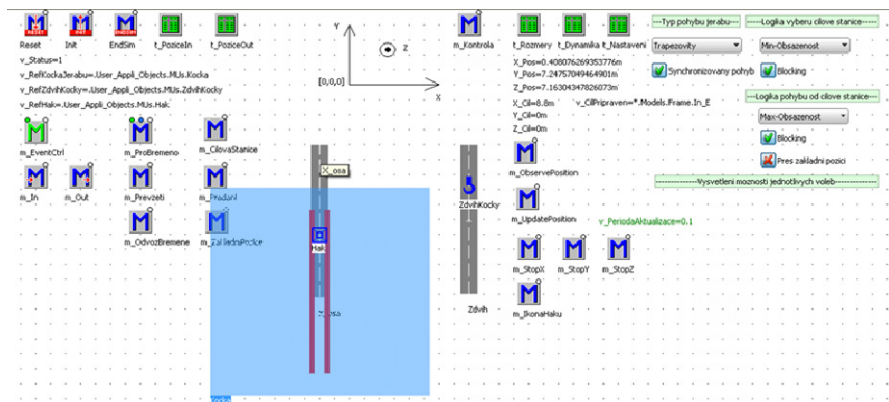 Reset
Init
EndSim
t_PoziceIn
t_PoziceOut
v_Status=1
v_RefKockaJerabu=.User_Appli_Objects.MUs.Kocka
v_RefZdvihKocky=.User_Appli_Objects.MUs.ZdvihKocky
v_RefHak=.User_Appli_Objects.MUs.Hak
Y
Z
[0,0,0]
X
m_Kontrola
t_Rozmery
t_Dynamika
t_Nastaveni
X_Pos=0.408076269353776m
Y_Pos=7.24757049464901m
Z_Pos=7.16304347826073m
X_Cil=8.8m
v_CilPripraven=*.Models.Frame.In_E
Y_Cil=0m
Z_Cil=0m
---Typ pohybu jerabu---
Trapezovity
Synchronizovany pohyb
---Logika vyberu cilove stanice---
Min-Obsazenost
Blocking
---Logika pohybu od cilove stanice---
Max-Obsazenost
Blocking
Pres zakladni pozici
m_EventCtrl
m_ProBremeno
m_CilovaStanice
m_In
m_Out
m_Prevzeti
m_Predani
m_OdvozBremene
m_ZakladniPozice
X_osa
Hak
Kocka
ZdvihKocky
Zdvih
m_ObservePosition
m_UpdatePosition
v_PeriodaAktualizace=0.1
m_StopX
m_StopY
m_StopZ
m_IkonaHaku